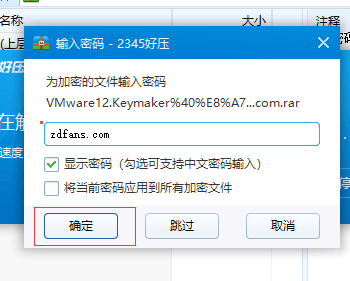 名称
大小
注释
(上层
输入密码 - 2345好压
好压
为加密的文件输入密码
VMware12.Keymaker%40%E8%A7...com.rar
zdfans.com
显示密码（勾选可支持中文密码输入）
将当前密码应用到所有加密文件
速度
确定
跳过
取消